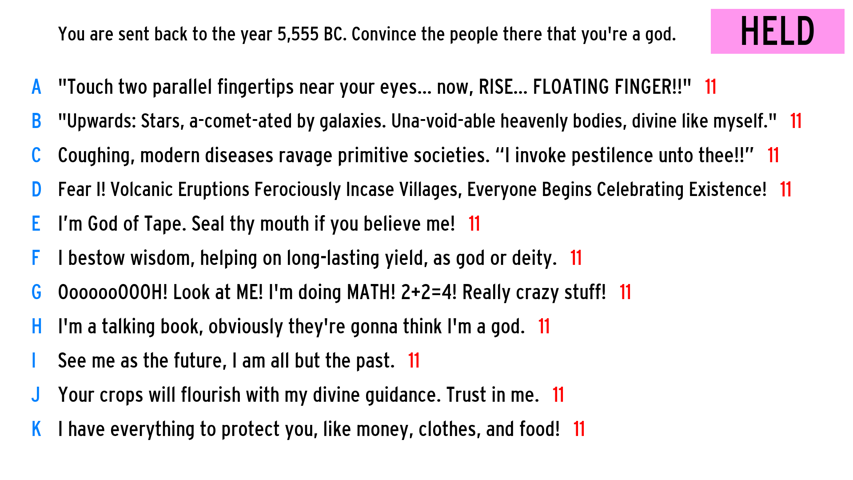 You are sent back to the year 5,555 BC. Convince the people there that you're a god.
HELD
A "Touch two parallel fingertips near your eyes... now, RISE... FLOATING FINGER!!" 11
B "Upwards: Stars, a-comet-ated by galaxies. Una-void-able heavenly bodies, divine like myself." 11
C Coughing, modern diseases ravage primitive societies. “I invoke pestilence unto thee!!” 11
D Fear I! Volcanic Eruptions Ferociously Incase Villages, Everyone Begins Celebrating Existence! 11
E I’m God of Tape. Seal thy mouth if you believe me! 11
F I bestow wisdom, helping on long-lasting yield, as god or deity. 11
G OoooooOOOH! Look at ME! I'm doing MATH! 2+2=4! Really crazy stuff! 11
H I'm a talking book, obviously they're gonna think I'm a god. 11
I See me as the future, I am all but the past. 11
J Your crops will flourish with my divine guidance. Trust in me. 11
K I have everything to protect you, like money, clothes, and food! 11